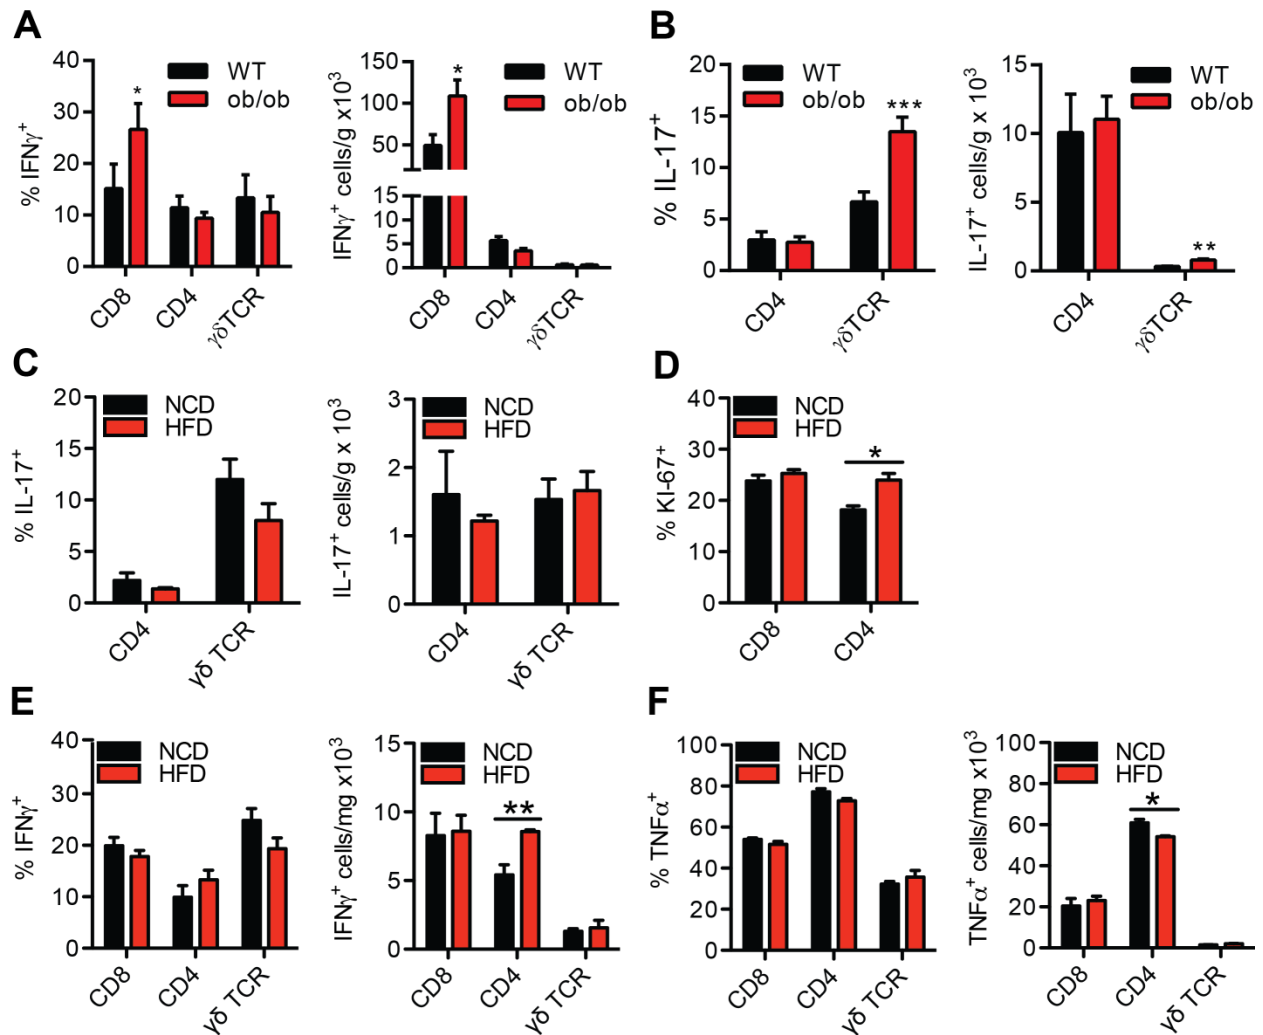 A
% IFNγ⁺
40
30
20
10
0
WT
ob/ob
*
CD8
CD4
γδTCR
IFNγ⁺ cells/g x10³
150
100
50
15
10
5
0
WT
ob/ob
*
CD8
CD4
γδTCR
B
% IL-17⁺
20
15
10
5
0
WT
ob/ob
***
CD4
γδTCR
IL-17⁺ cells/g x 10³
15
10
5
0
WT
ob/ob
**
CD4
γδTCR
C
% IL-17⁺
20
15
10
5
0
NCD
HFD
CD4
γδ TCR
IL-17⁺ cells/g x 10³
3
2
1
0
NCD
HFD
CD4
γδ TCR
D
% KI-67⁺
40
30
20
10
0
NCD
HFD
*
CD8
CD4
E
% IFNγ⁺
40
30
20
10
0
NCD
HFD
CD8
CD4
γδ TCR
IFNγ⁺ cells/mg x10³
15
10
5
0
NCD
HFD
**
CD8
CD4
γδ TCR
F
% TNFα⁺
100
80
60
40
20
0
NCD
HFD
CD8
CD4
γδ TCR
TNFα⁺ cells/mg x10³
100
80
60
40
20
0
NCD
HFD
*
CD8
CD4
γδ TCR